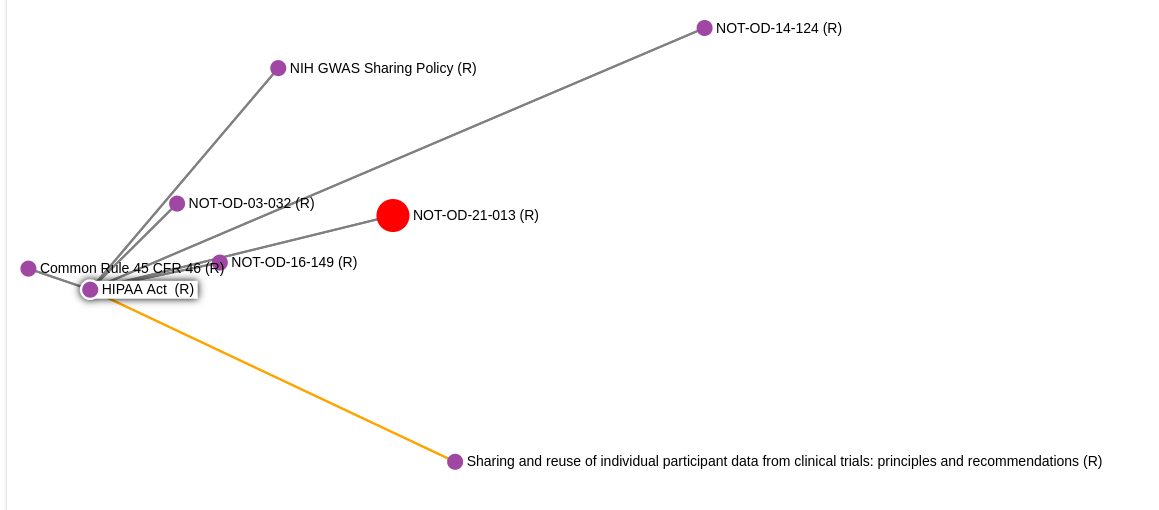 NOT-OD-14-124 (R)
NIH GWAS Sharing Policy (R)
NOT-OD-03-032 (R)
NOT-OD-21-013 (R)
NOT-OD-16-149 (R)
Common Rule 45 CFR 46 (R)
HIPAA Act (R)
Sharing and reuse of individual participant data from clinical trials: principles and recommendations (R)